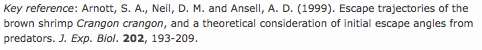 Key reference: Arnott, S. A., Neil, D. M. and Ansell, A. D. (1999). Escape trajectories of the
brown shrimp Crangon crangon, and a theoretical consideration of initial escape angles from
predators. J. Exp. Biol. 202, 193-209.